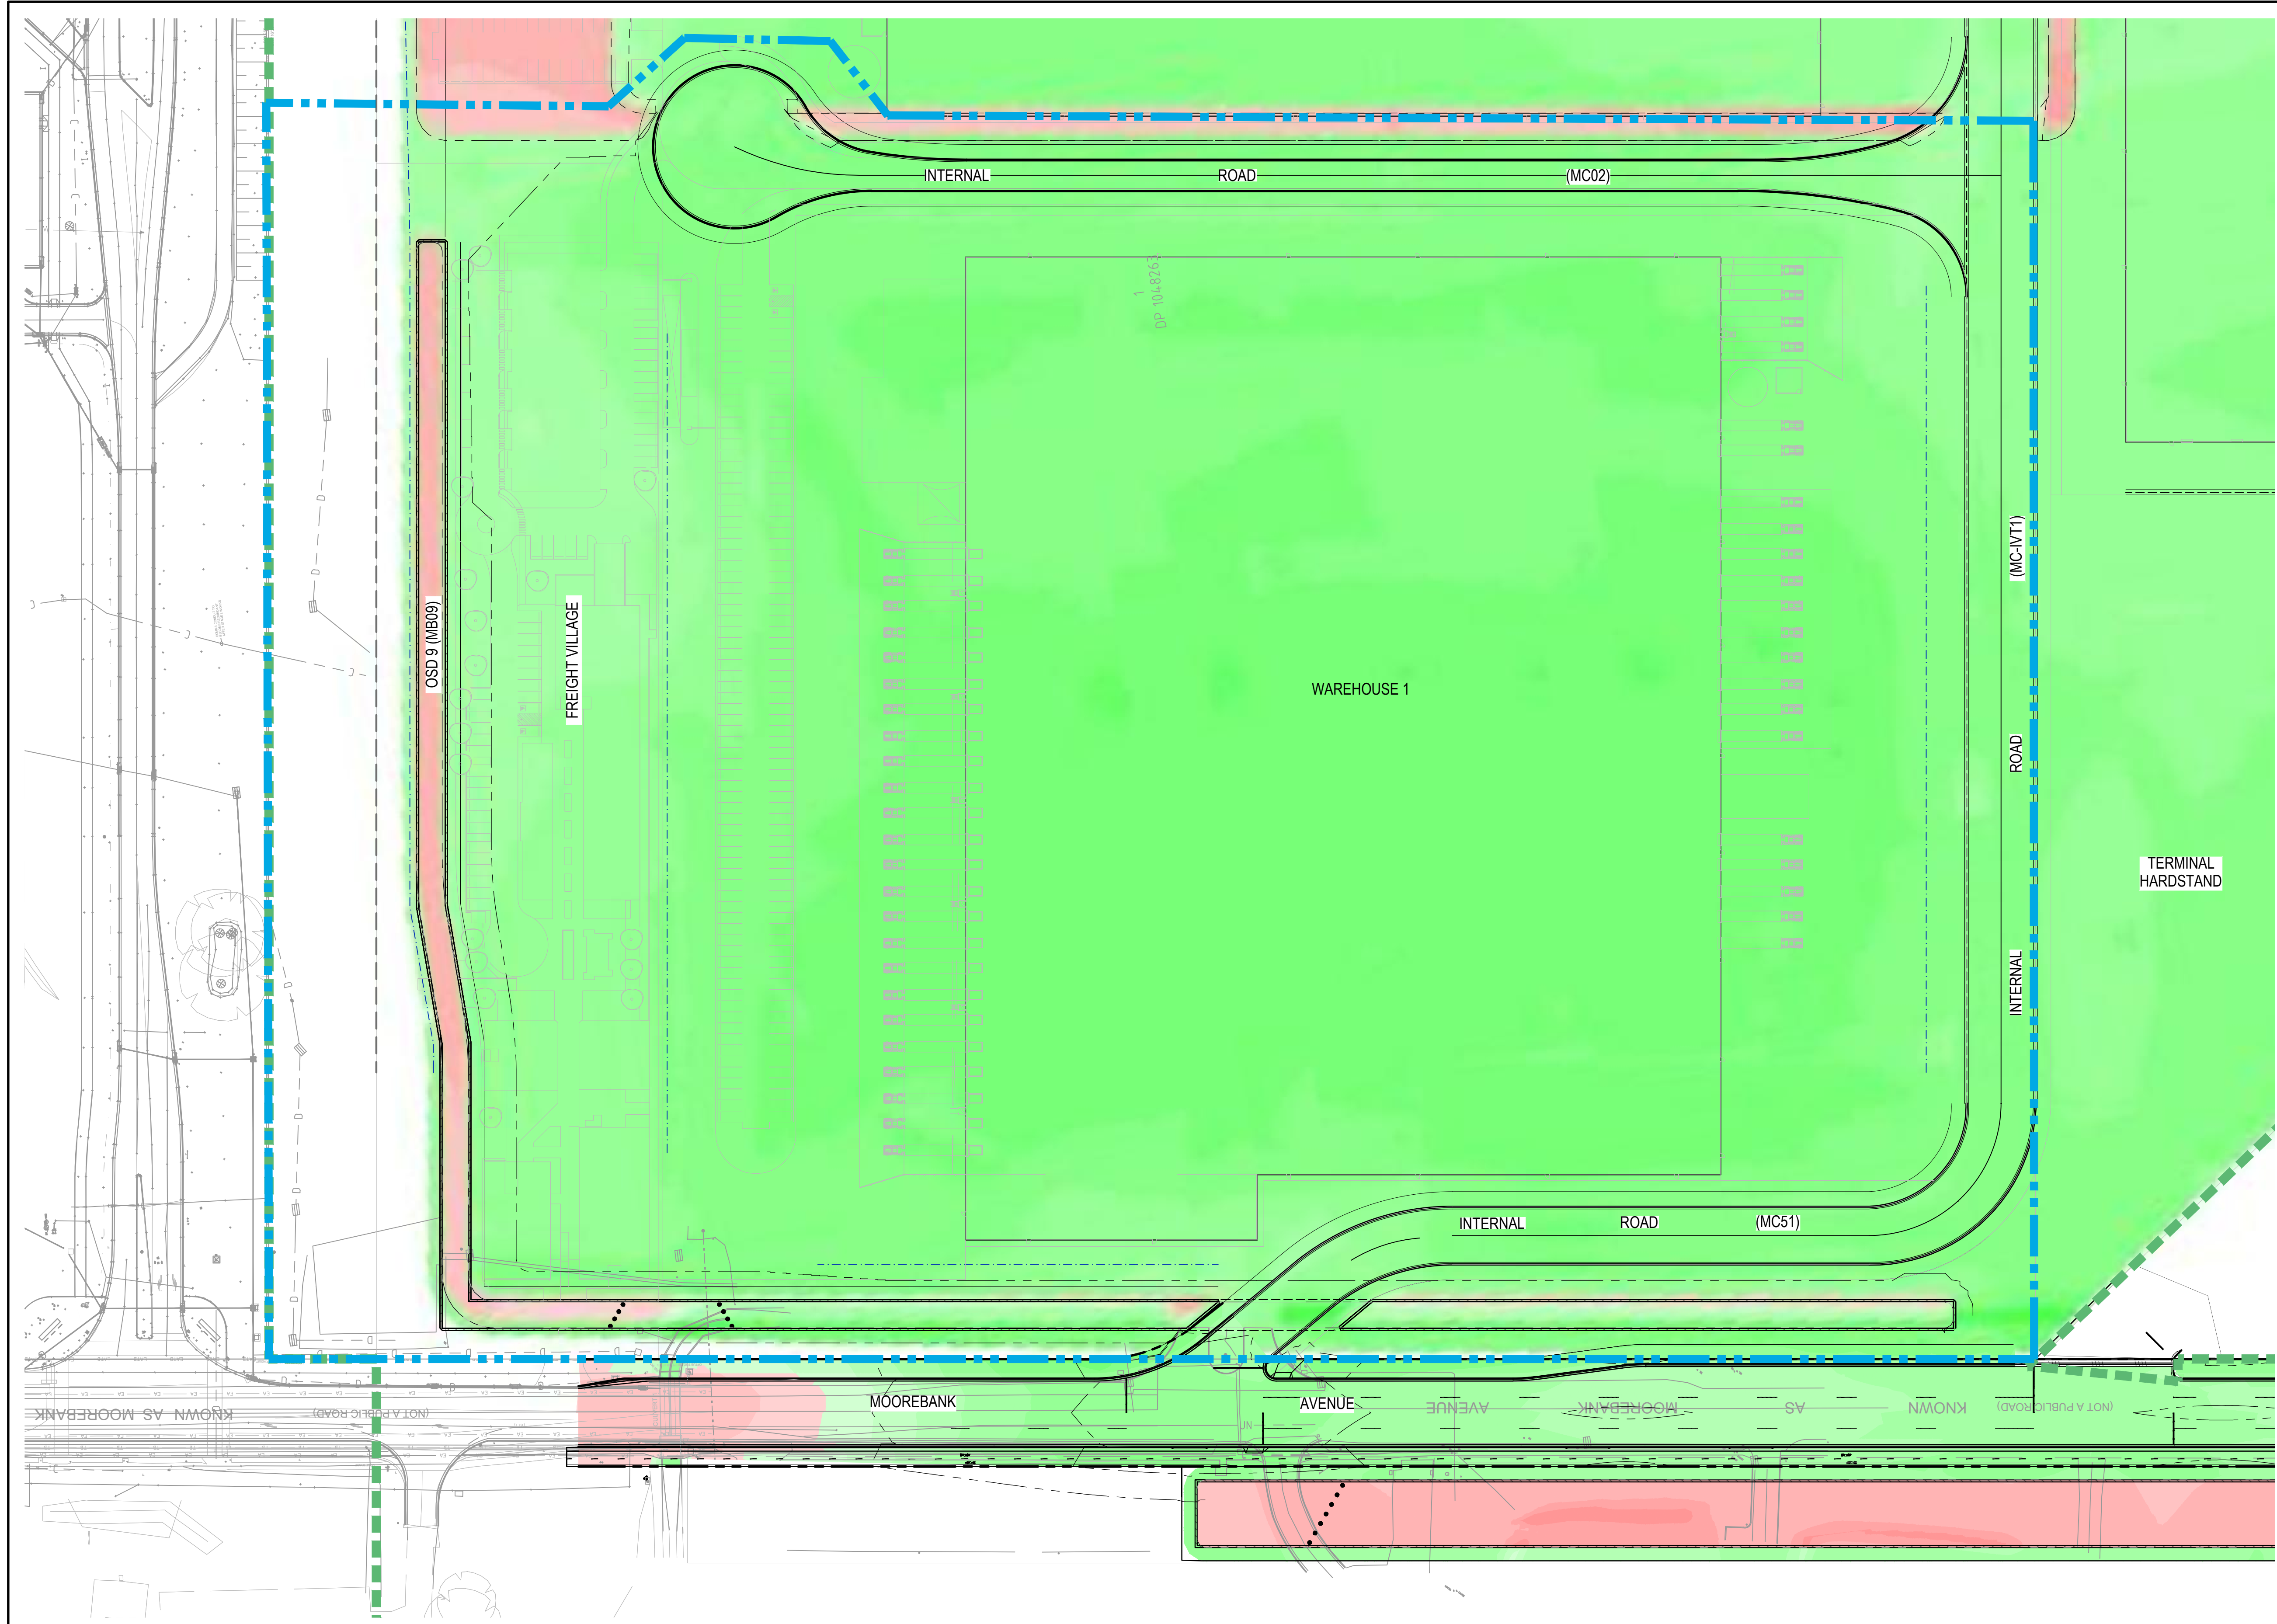 INTERNAL ROAD (MC02)
1
DP 1048263
OSD 9 (MB09)
FREIGHT VILLAGE
WAREHOUSE 1
(MC-IVT1)
ROAD
INTERNAL
TERMINAL
HARDSTAND
INTERNAL ROAD (MC51)
MOOREBANK AVENUE
KNOWN AS MOOREBANK
(NOT A PUBLIC ROAD)
AVENUE
MOOREBANK
AS
KNOWN
(NOT A PUBLIC ROAD)